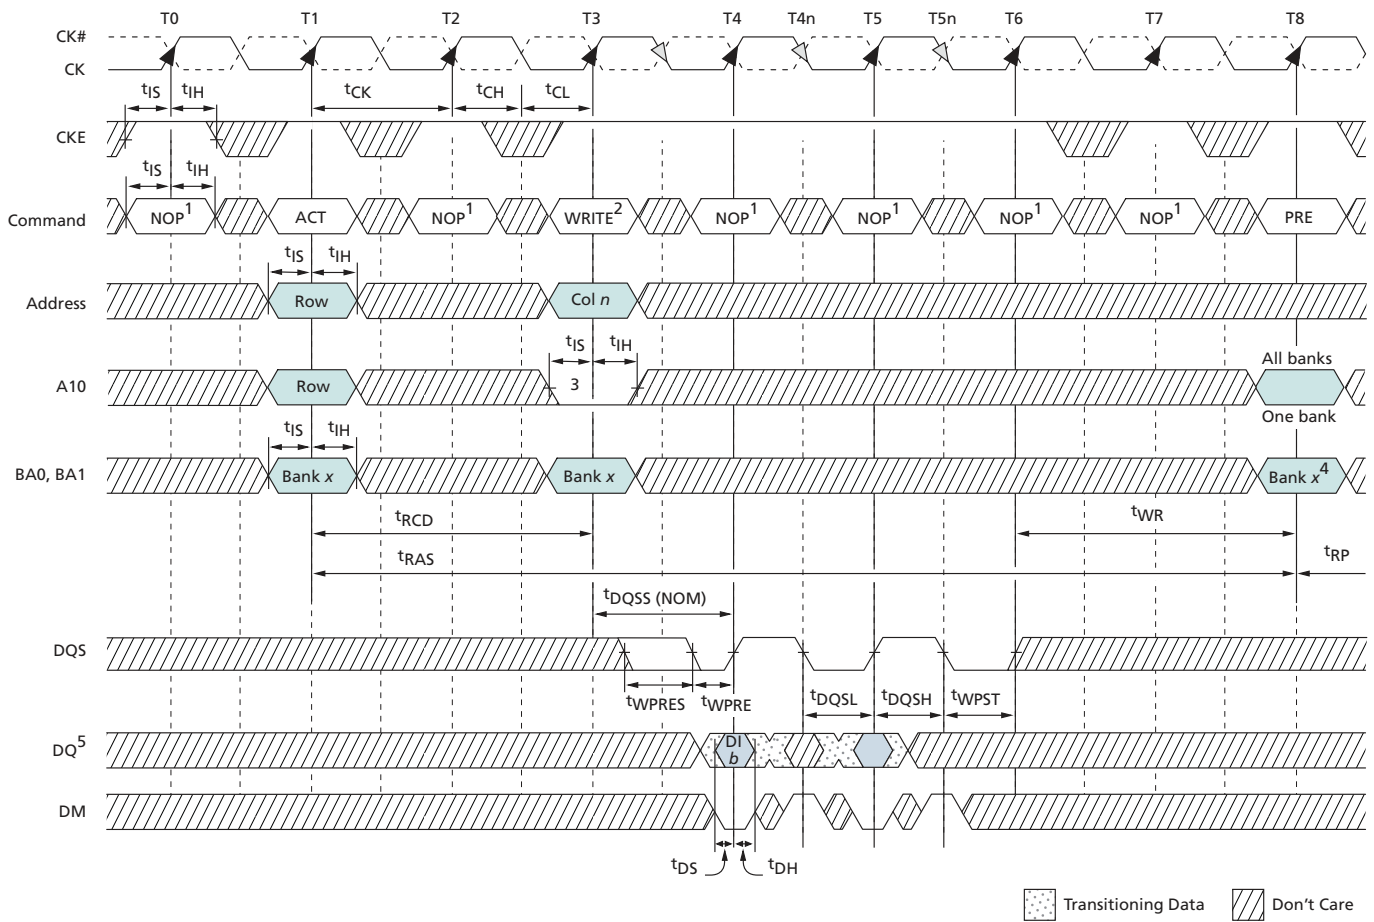 T0 T1 T2 T3 T4 T4n T5 T5n T6 T7 T8
CK#
CK
tIS tIH tCK tCH tCL
CKE
tIS tIH
Command NOP1 ACT NOP1 WRITE2 NOP1 NOP1 NOP1 NOP1 PRE
tIS tIH
Address Row Col n
tIS tIH
All banks
A10 Row 3
One bank
tIS tIH
BA0, BA1 Bank x Bank x Bank x4
tRCD tWR
tRAS tRP
tDQSS (NOM)
DQS
tWPRES tWPRE tDQSL tDQSH tWPST
DQ5 DI
b
DM
tDS tDH
Transitioning Data Don't Care